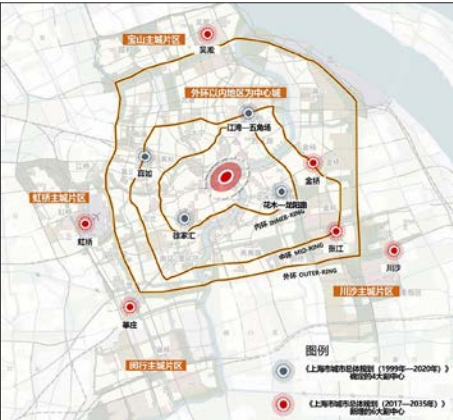 宝山主城片区
吴淞
外环以内地区为中心城
江湾—五角场
真如
金桥
虹桥主城片区
花木—龙阳路
虹桥
徐家汇
内环 INNER-RING
张江
中环 MID-RING
川沙
外环 OUTER-RING
川沙主城片区
莘庄
图例
闵行主城片区
《上海市城市总体规划（1999年—2020年）》
确定的4大副中心
《上海市城市总体规划（2017—2035年）》
新增的6大副中心